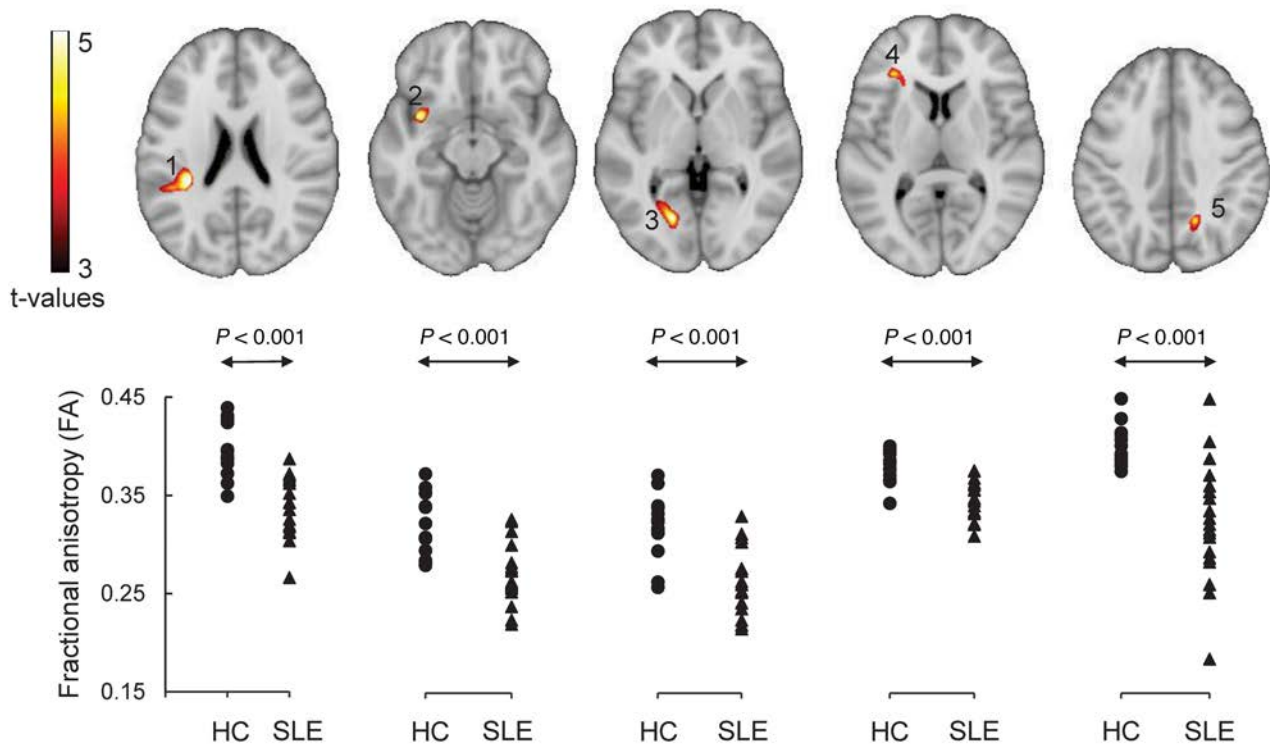 5
3
t-values
1
2
3
4
5
P < 0.001
P < 0.001
P < 0.001
P < 0.001
P < 0.001
Fractional anisotropy (FA)
0.45
0.35
0.25
0.15
HC SLE
HC SLE
HC SLE
HC SLE
HC SLE